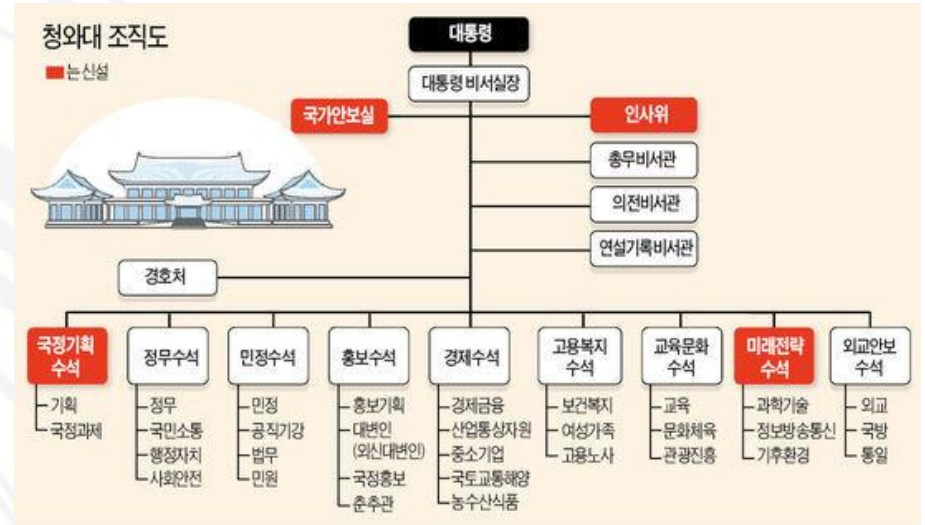 청와대 조직도
는 신설
대통령
대통령 비서실장
국가안보실
인사위
총무비서관
의전비서관
연설기록비서관
경호처
국정기획
수석
기획
국정과제
정무수석
정무
국민소통
행정자치
사회안전
민정수석
민정
공직기강
법무
민원
홍보수석
홍보기획
대변인
(외신대변인)
국정홍보
춘추관
경제수석
경제금융
산업통상자원
중소기업
국토교통해양
농수산식품
고용복지
수석
보건복지
여성가족
고용노사
교육문화
수석
교육
문화체육
관광진흥
미래전략
수석
과학기술
정보방송통신
기후환경
외교안보
수석
외교
국방
통일